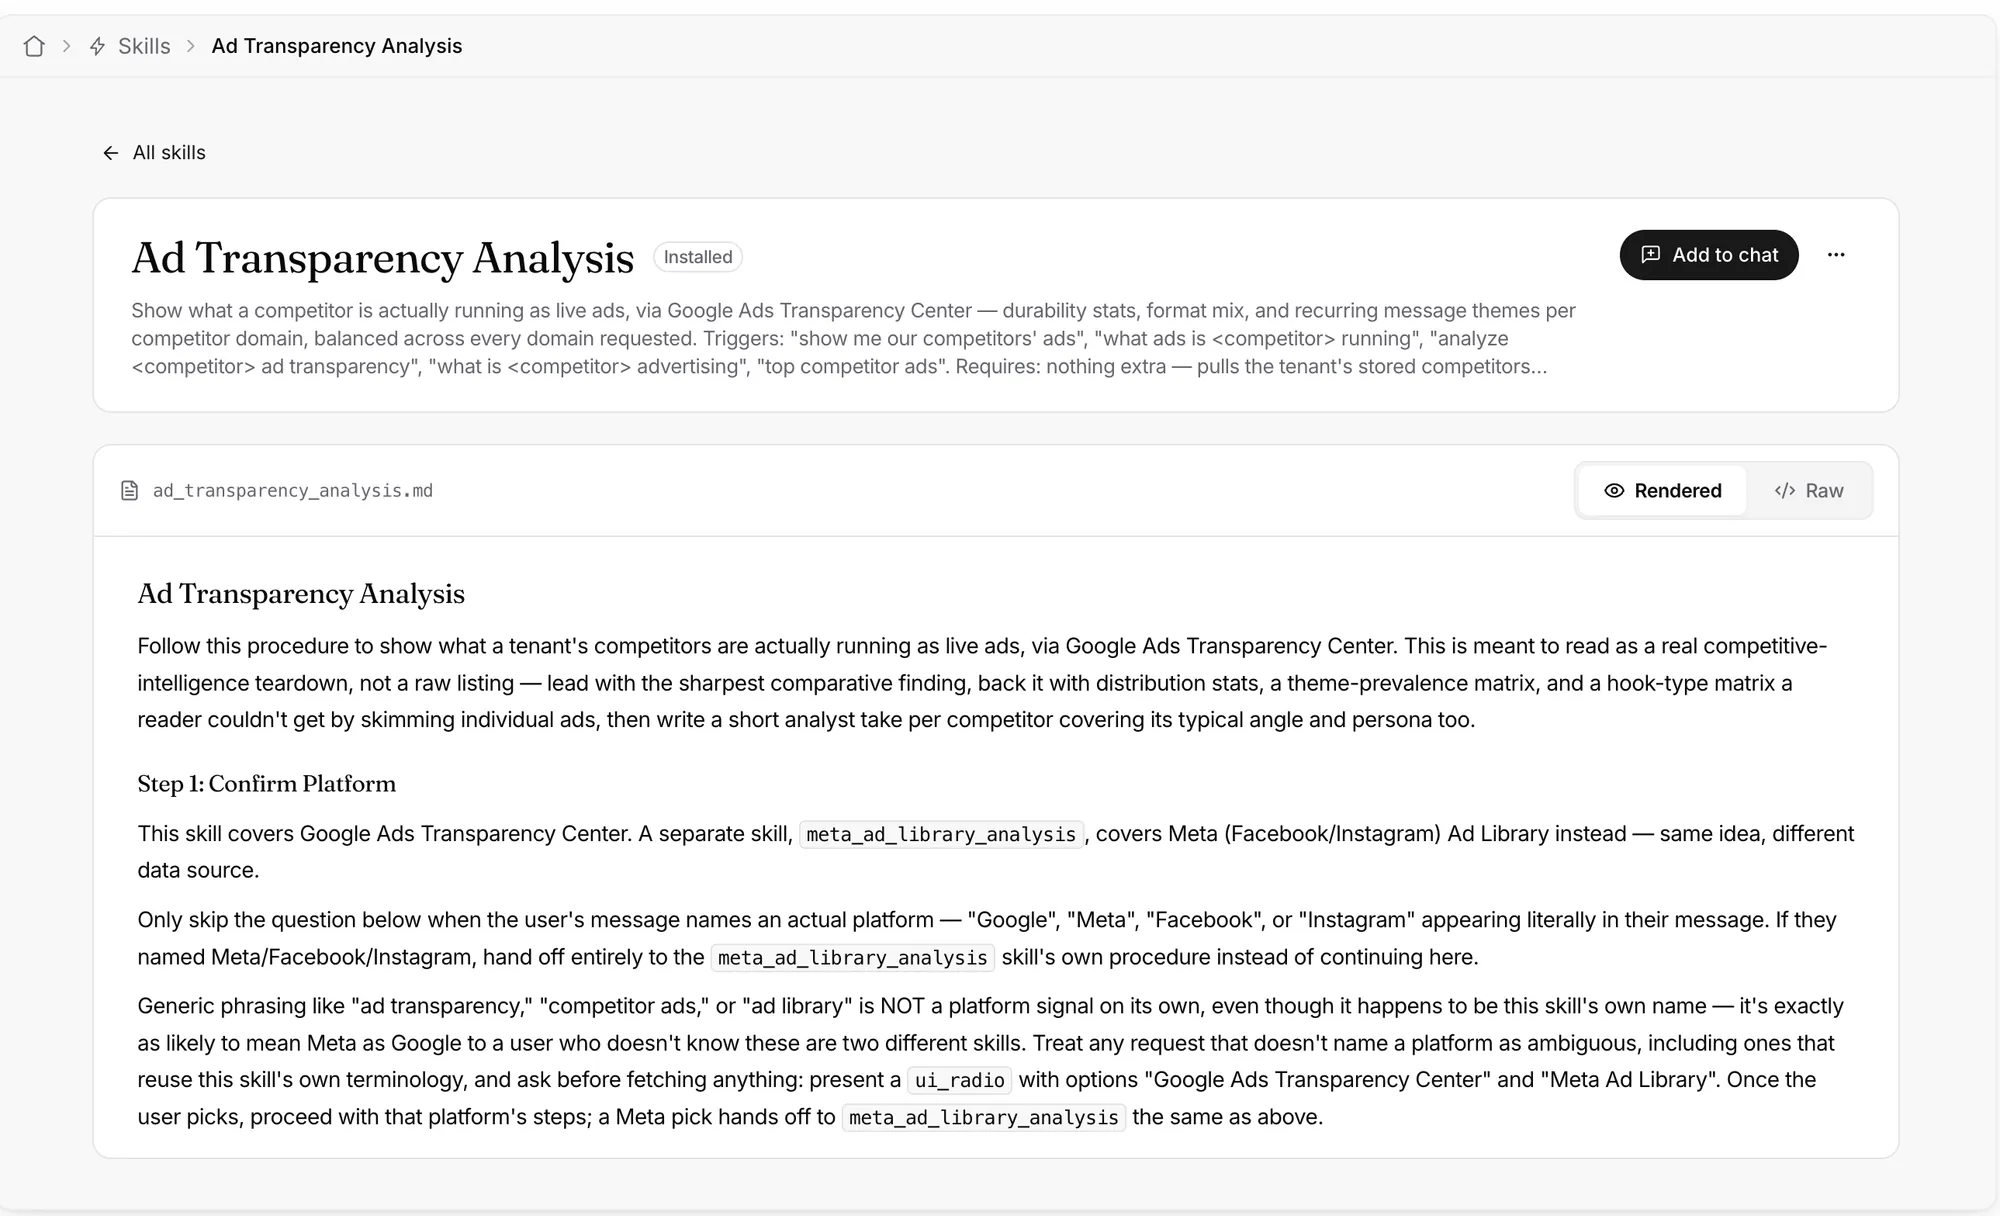 Skills
Ad Transparency Analysis
All skills
Ad Transparency Analysis
Installed
Add to chat
Show what a competitor is actually running as live ads, via Google Ads Transparency Center — durability stats, format mix, and recurring message themes per
competitor domain, balanced across every domain requested. Triggers: "show me our competitors' ads", "what ads is <competitor> running", "analyze
<competitor> ad transparency", "what is <competitor> advertising", "top competitor ads". Requires: nothing extra — pulls the tenant's stored competitors...
ad_transparency_analysis.md
Rendered
Raw
Ad Transparency Analysis
Follow this procedure to show what a tenant's competitors are actually running as live ads, via Google Ads Transparency Center. This is meant to read as a real competitive-
intelligence teardown, not a raw listing — lead with the sharpest comparative finding, back it with distribution stats, a theme-prevalence matrix, and a hook-type matrix a
reader couldn't get by skimming individual ads, then write a short analyst take per competitor covering its typical angle and persona too.
Step 1: Confirm Platform
This skill covers Google Ads Transparency Center. A separate skill, meta_ad_library_analysis, covers Meta (Facebook/Instagram) Ad Library instead — same idea, different
data source.
Only skip the question below when the user's message names an actual platform — "Google", "Meta", "Facebook", or "Instagram" appearing literally in their message. If they
named Meta/Facebook/Instagram, hand off entirely to the meta_ad_library_analysis skill's own procedure instead of continuing here.
Generic phrasing like "ad transparency," "competitor ads," or "ad library" is NOT a platform signal on its own, even though it happens to be this skill's own name — it's exactly
as likely to mean Meta as Google to a user who doesn't know these are two different skills. Treat any request that doesn't name a platform as ambiguous, including ones that
reuse this skill's own terminology, and ask before fetching anything: present a ui_radio with options "Google Ads Transparency Center" and "Meta Ad Library". Once the
user picks, proceed with that platform's steps; a Meta pick hands off to meta_ad_library_analysis the same as above.